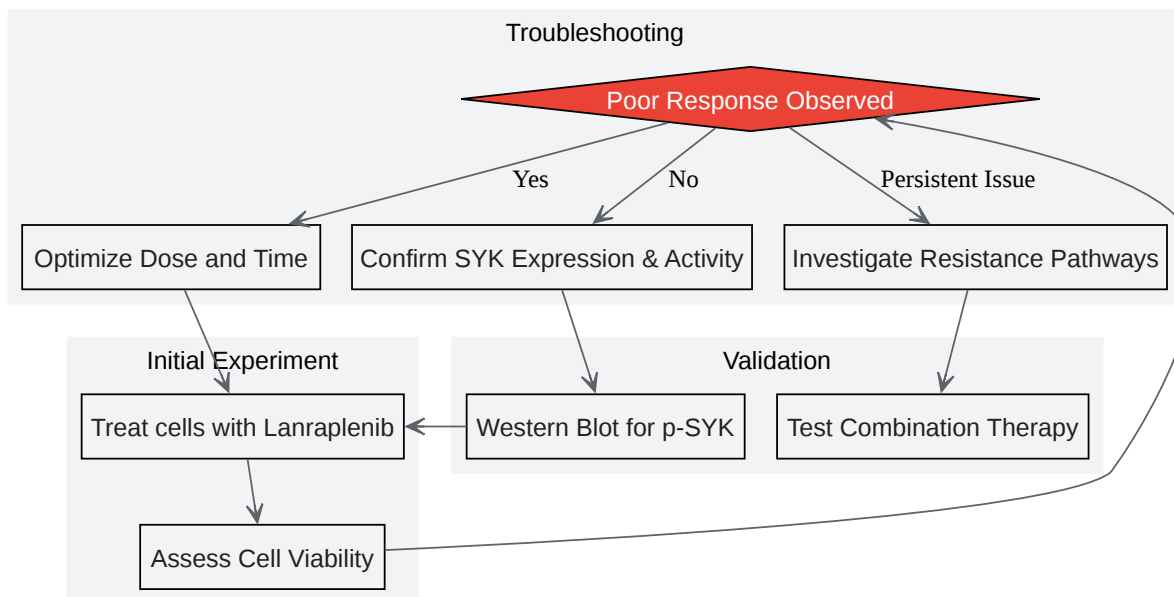 Troubleshooting
Poor Response Observed
Yes
No
Persistent Issue
Optimize Dose and Time
Confirm SYK Expression & Activity
Investigate Resistance Pathways
Initial Experiment
Validation
Treat cells with Lanraplenib
Western Blot for p-SYK
Test Combination Therapy
Assess Cell Viability